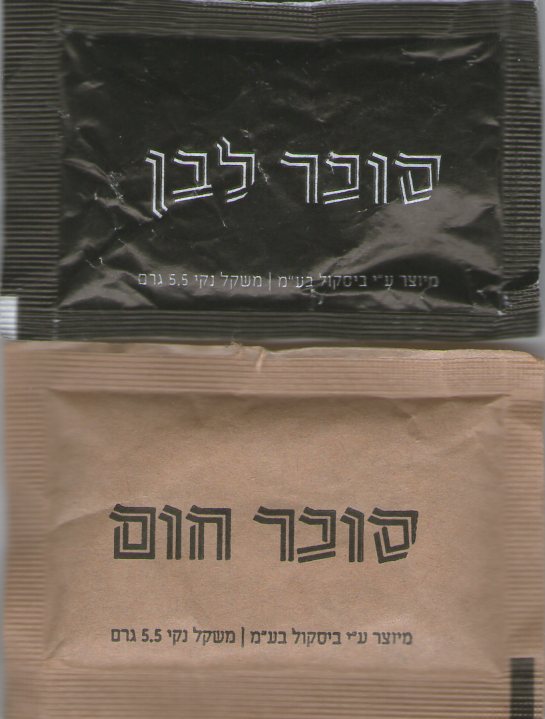 סוכר לבן
מיוצר ע״י ביסקול בע״מ | משקל נקי 5.5 גרם
סוכר חום
מיוצר ע״י ביסקול בע״מ | משקל נקי 5.5 גרם